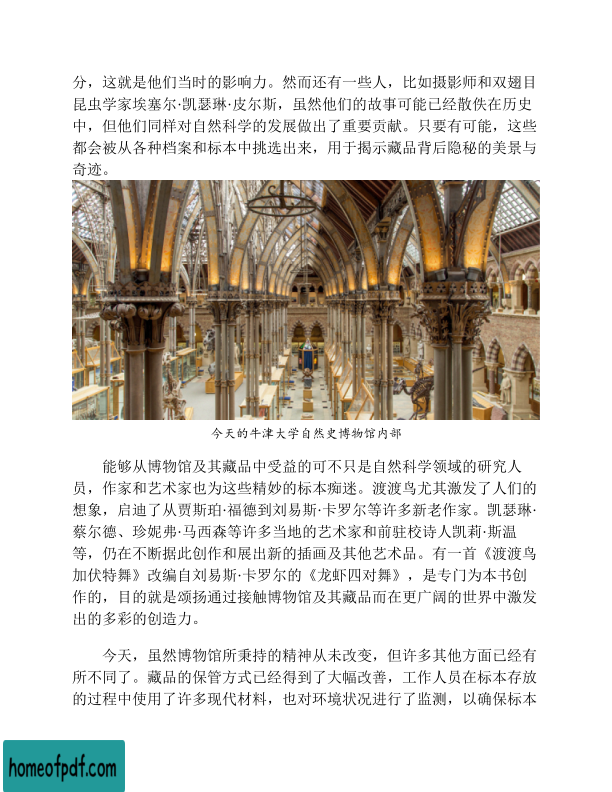 分，这就是他们当时的影响力。然而还有一些人，比如摄影师和双翅目
昆虫学家埃塞尔·凯瑟琳·皮尔斯，虽然他们的故事可能已经散佚在历史
中，但他们同样对自然科学的发展做出了重要贡献。只要有可能，这些
都会被从各种档案和标本中挑选出来，用于揭示藏品背后隐秘的美景与
奇迹。
今天的牛津大学自然史博物馆内部
能够从博物馆及其藏品中受益的可不只是自然科学领域的研究人
员，作家和艺术家也为这些精妙的标本痴迷。渡渡鸟尤其激发了人们的
想象，启迪了从贾斯珀·福德到刘易斯·卡罗尔等许多新老作家。凯瑟琳·
蔡尔德、珍妮弗·马西森等许多当地的艺术家和前驻校诗人凯莉·斯温
等，仍在不断据此创作和展出新的插画及其他艺术品。有一首《渡渡鸟
加伏特舞》改编自刘易斯·卡罗尔的《龙虾四对舞》，是专门为本书创
作的，目的就是颂扬通过接触博物馆及其藏品而在更广阔的世界中激发
出的多彩的创造力。
今天，虽然博物馆所秉持的精神从未改变，但许多其他方面已经有
所不同了。藏品的保管方式已经得到了大幅改善，工作人员在标本存放
的过程中使用了许多现代材料，也对环境状况进行了监测，以确保标本
homeofpdf.com